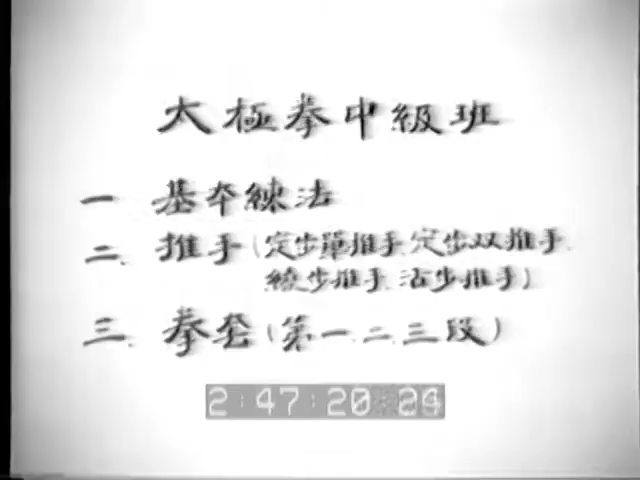 太極拳中級班
一 基本練法
二、推手(定步單推手、定步双推手、
繞步推手、沾步推手)
三、拳套(第一、二、三段)
2:47:20:24